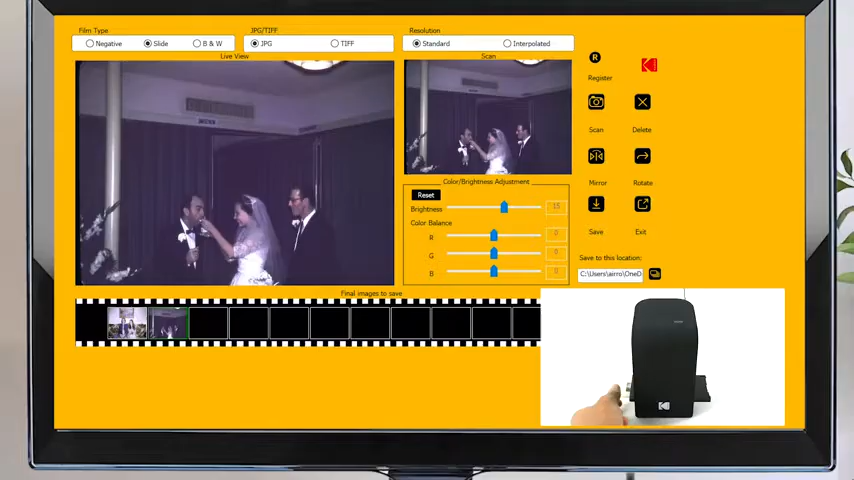 Film Type
Negative Slide B & W
JPG/TIFF
JPG TIFF
Resolution
Standard Interpolated
Live View
Scan
R
Register
Scan
Delete
Mirror
Rotate
Save
Exit
Color/Brightness Adjustment
Reset
Brightness 15
Color Balance
R 0
G 0
B 0
Save to this location:
C:\Users\airro\OneD
Final images to save